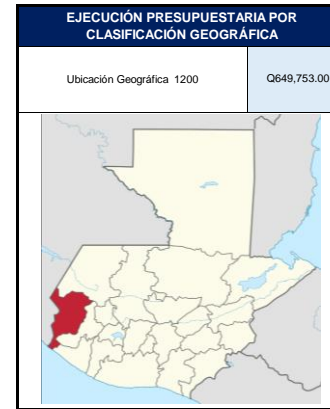 EJECUCIÓN PRESUPUESTARIA POR
CLASIFICACIÓN GEOGRÁFICA
Ubicación Geográfica 1200
Q649,753.00